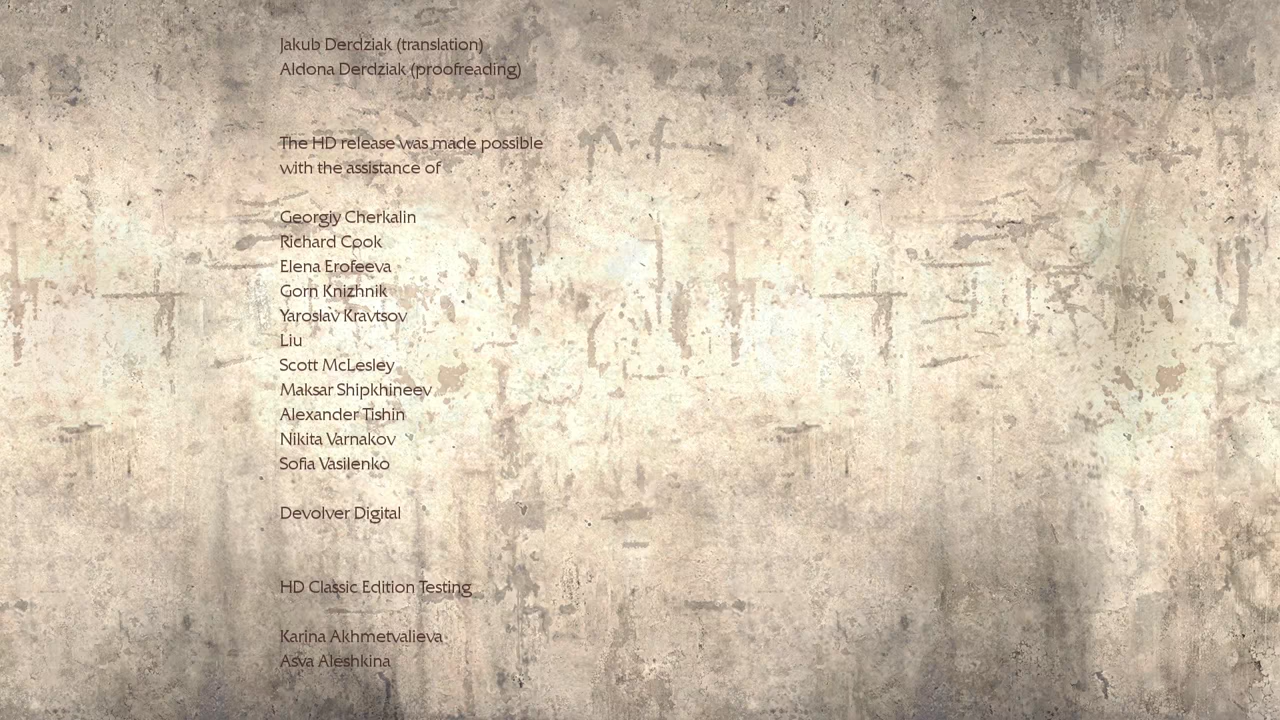 Jakub Derdziak (translation)
Aldona Derdziak (proofreading)
The HD release was made possible
with the assistance of
Georgiy Cherkalin
Richard Cook
Elena Erofeeva
Gorn Knizhnik
Yaroslav Kravtsov
Liu
Scott McLesley
Maksar Shipkhineev
Alexander Tishin
Nikita Varnakov
Sofia Vasilenko
Devolver Digital
HD Classic Edition Testing
Karina Akhmetvalieva
Asva Aleshkina